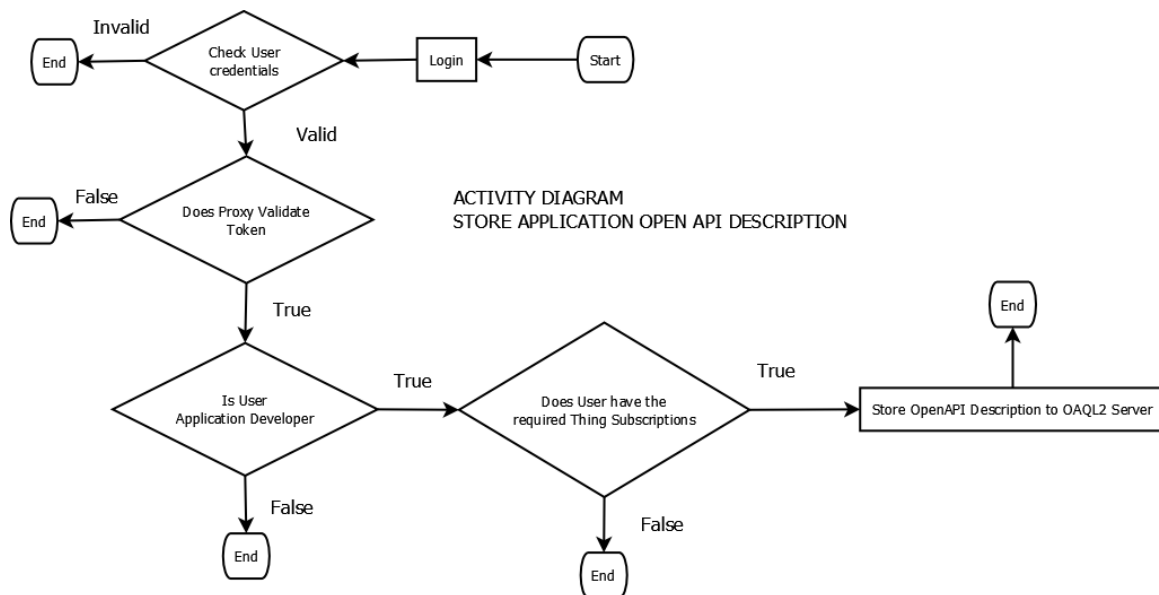 Invalid
End
Check User
credentials
Login
Start
Valid
False
End
Does Proxy Validate
Token
ACTIVITY DIAGRAM
STORE APPLICATION OPEN API DESCRIPTION
True
End
Is User
Application Developer
True
Does User have the
required Thing Subscriptions
True
Store OpenAPI Description to OAQL2 Server
False
End
False
End